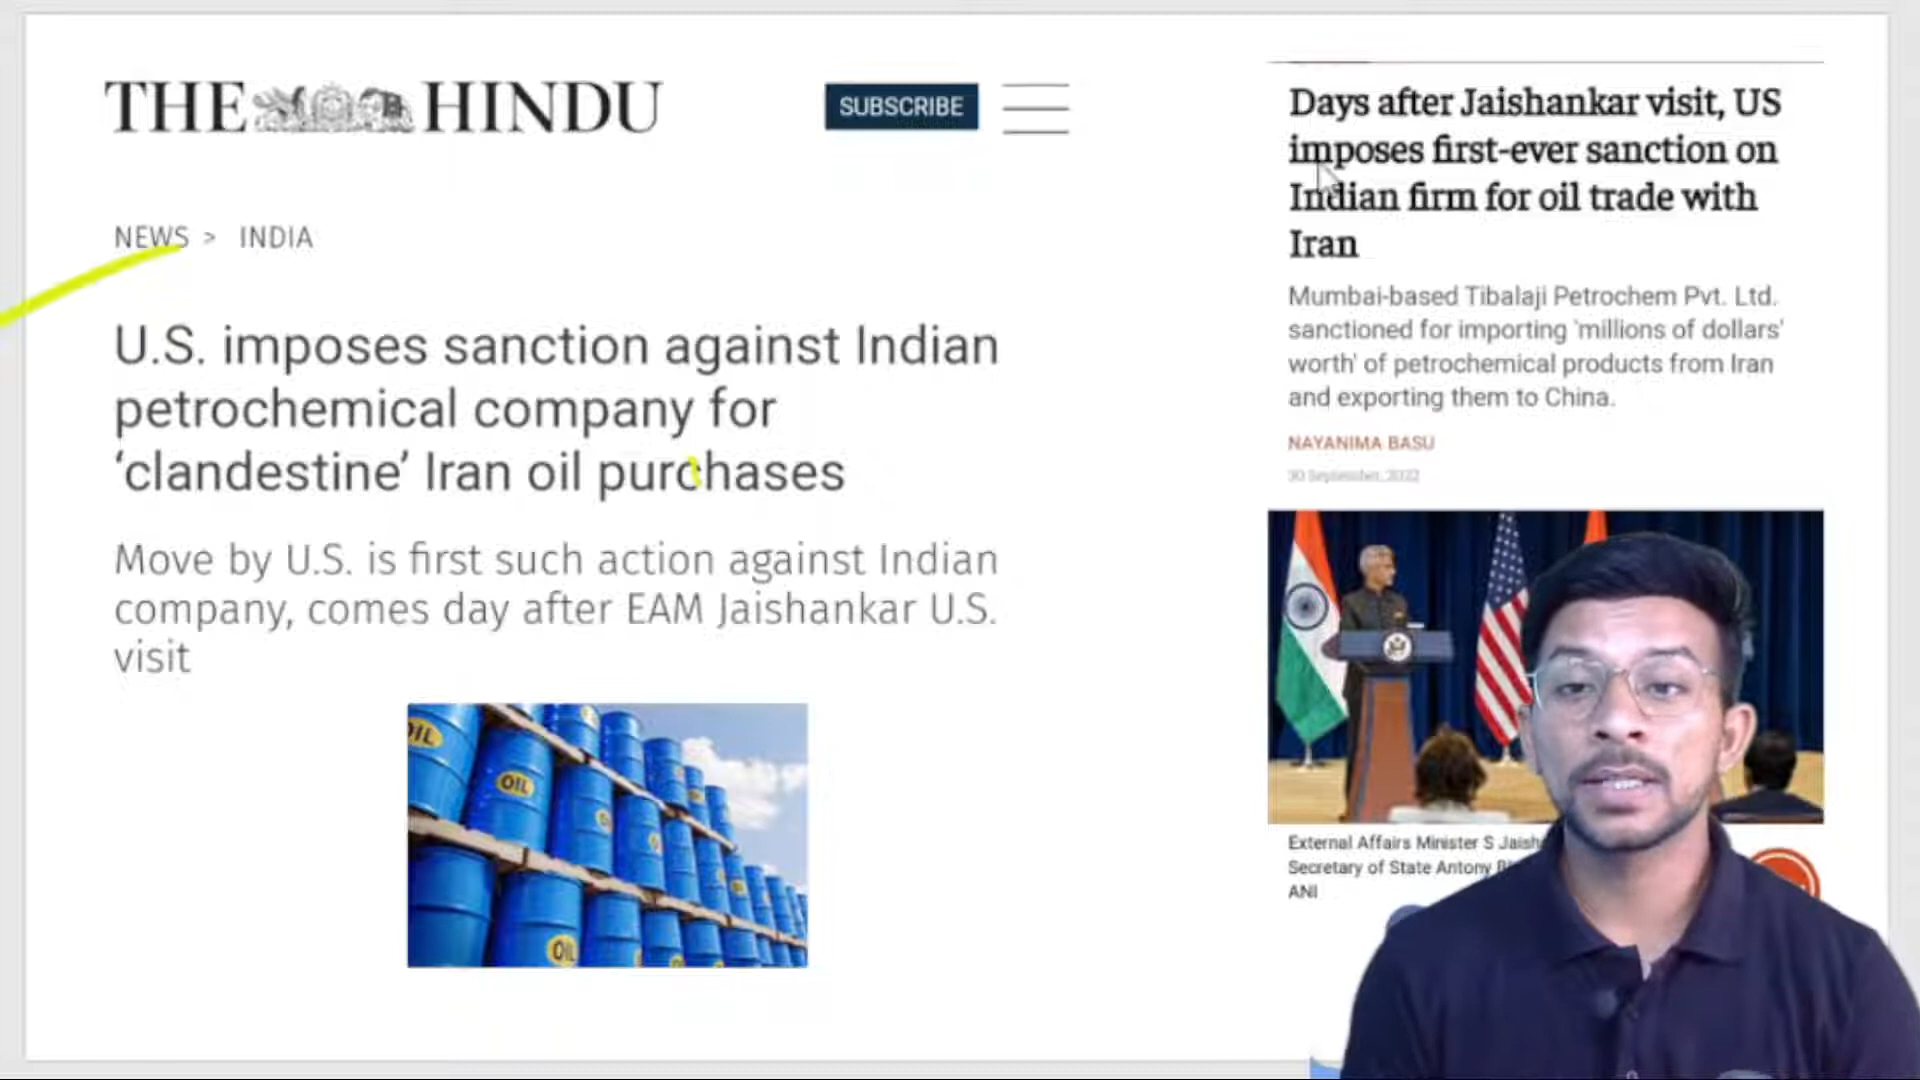 THE HINDU
SUBSCRIBE
NEWS > INDIA
U.S. imposes sanction against Indian
petrochemical company for
‘clandestine’ Iran oil purchases
Move by U.S. is first such action against Indian
company, comes day after EAM Jaishankar U.S.
visit
OIL
OIL
OIL
Days after Jaishankar visit, US
imposes first-ever sanction on
Indian firm for oil trade with
Iran
Mumbai-based Tibalaji Petrochem Pvt. Ltd.
sanctioned for importing 'millions of dollars'
worth' of petrochemical products from Iran
and exporting them to China.
NAYANIMA BASU
30 September, 2022
External Affairs Minister S
Secretary of State Antony
ANI